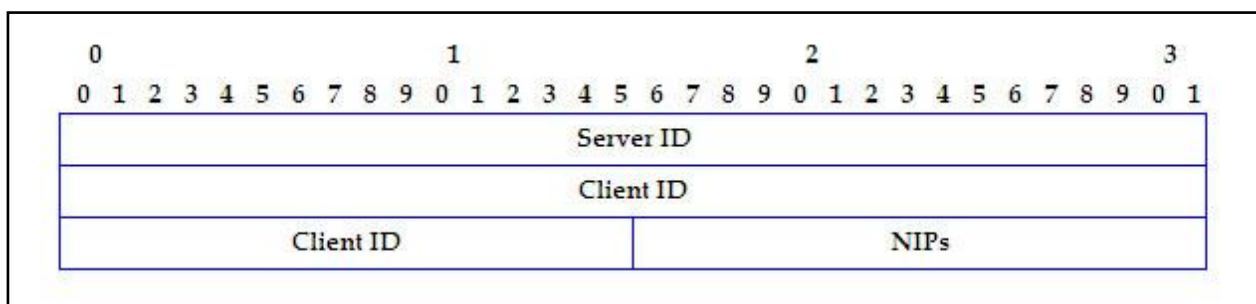 0 1 2 3
0 1 2 3 4 5 6 7 8 9 0 1 2 3 4 5 6 7 8 9 0 1 2 3 4 5 6 7 8 9 0 1
Server ID
Client ID
Client ID NIPs